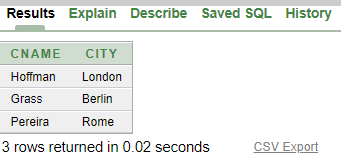 Results Explain Describe Saved SQL History
CNAME CITY
Hoffman London
Grass Berlin
Pereira Rome
3 rows returned in 0.02 seconds CSV Export